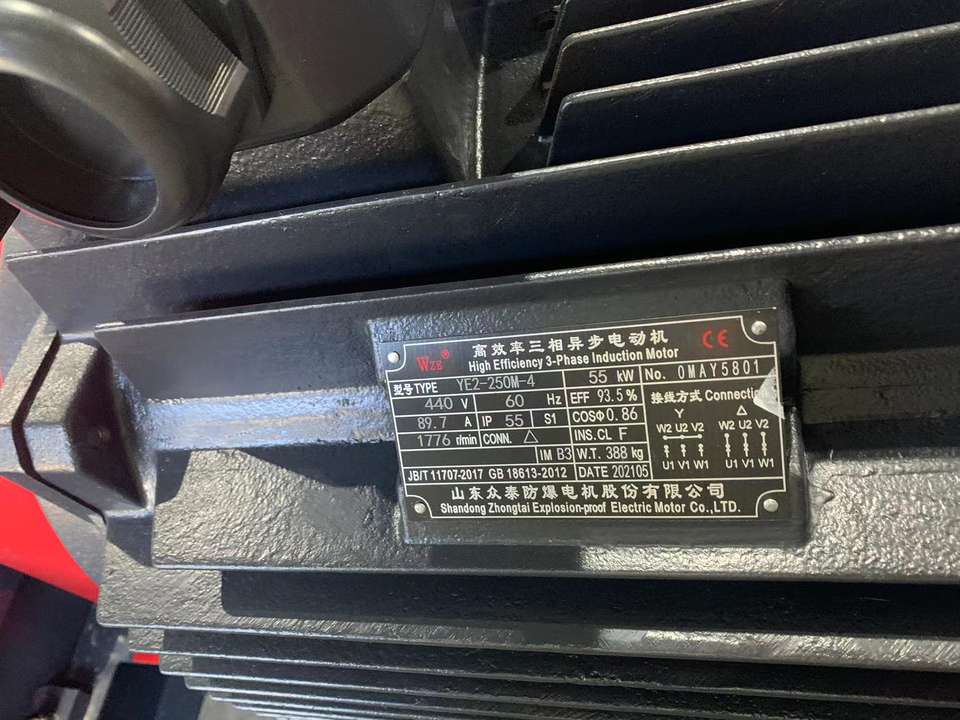 WZE ® 高效率三相异步电动机 CE
High Efficiency 3-Phase Induction Motor
型号TYPE YE2-250M-4 55 kW No. 0MAY5801
440 V 60 Hz EFF 93.5 % 接线方式 Connection
89.7 A IP 55 S1 COSΦ 0.86 Y △
1776 r/min CONN. △ INS.CL F W2 U2 V2 W2 U2 V2
IM B3 W.T. 388 kg U1 V1 W1 U1 V1 W1
JB/T 11707-2017 GB 18613-2012 DATE 202105
山东众泰防爆电机股份有限公司
Shandong Zhongtai Explosion-proof Electric Motor Co.,LTD.